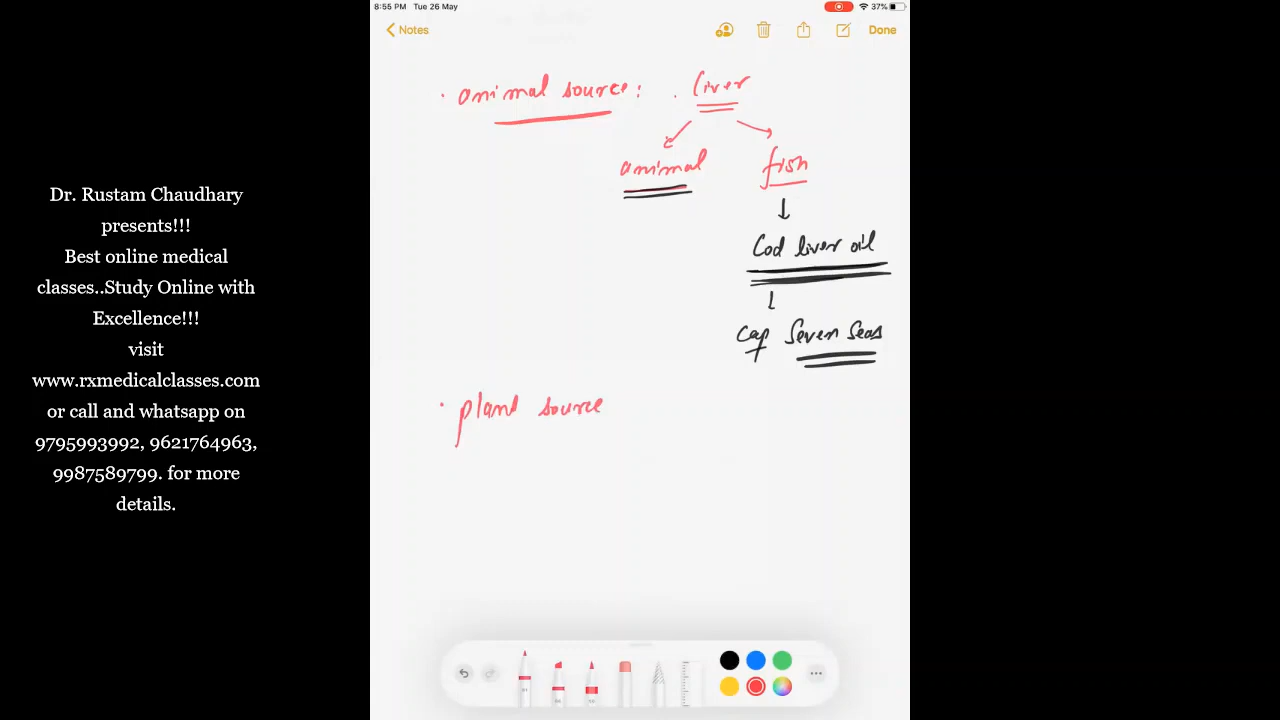 8:55 PM Tue 26 May
37%
Notes
Done
• animal source: . liver
animal fish
Cod liver oil
Cap Seven Seas
• plant source
Dr. Rustam Chaudhary
presents!!!
Best online medical
classes..Study Online with
Excellence!!!
visit
www.rxmedicalclasses.com
or call and whatsapp on
9795993992, 9621764963,
9987589799. for more
details.